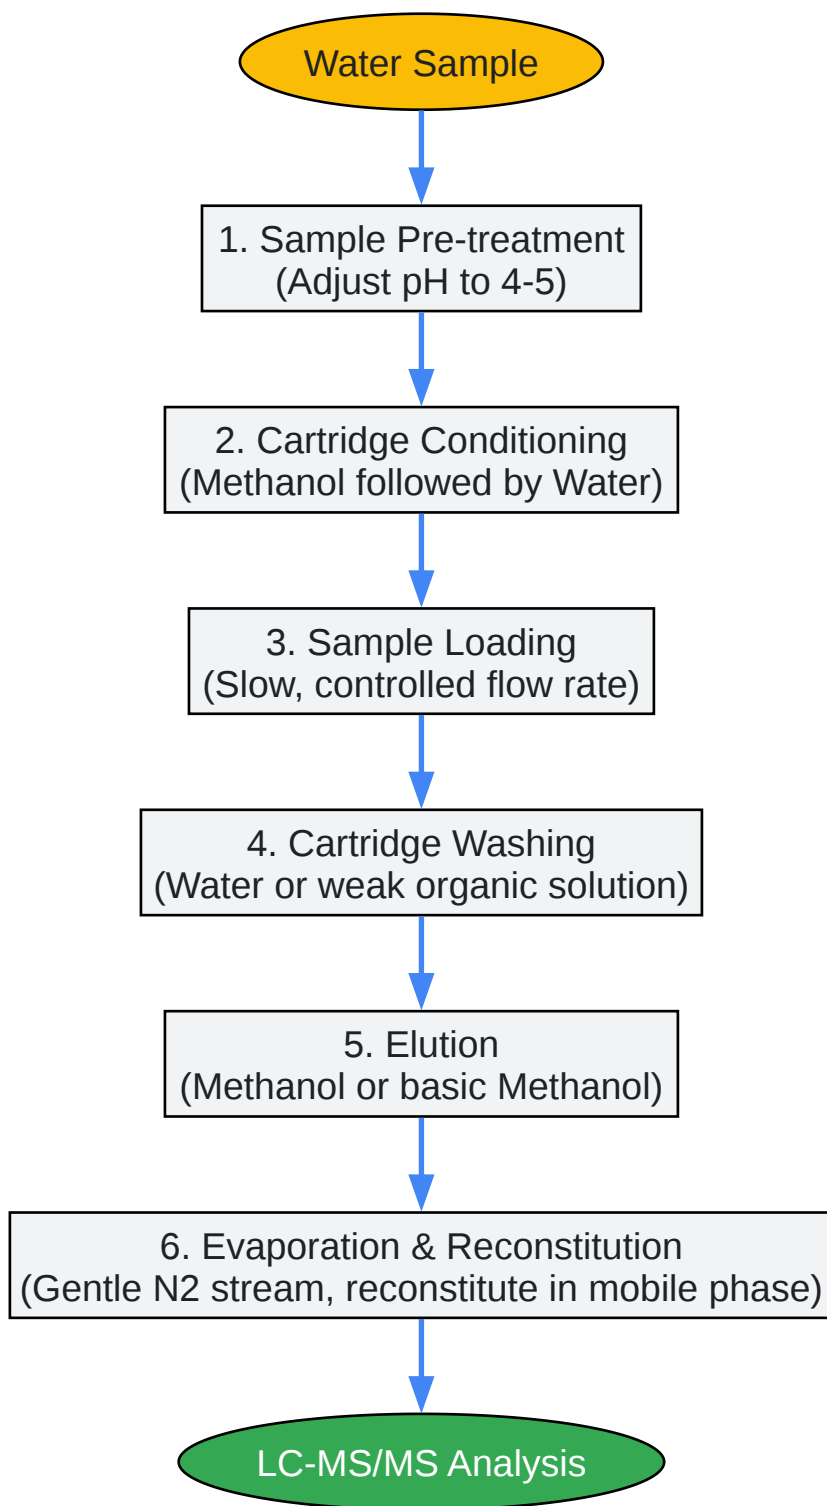 Water Sample
1. Sample Pre-treatment
(Adjust pH to 4-5)
2. Cartridge Conditioning
(Methanol followed by Water)
3. Sample Loading
(Slow, controlled flow rate)
4. Cartridge Washing
(Water or weak organic solution)
5. Elution
(Methanol or basic Methanol)
6. Evaporation & Reconstitution
(Gentle N2 stream, reconstitute in mobile phase)
LC-MS/MS Analysis